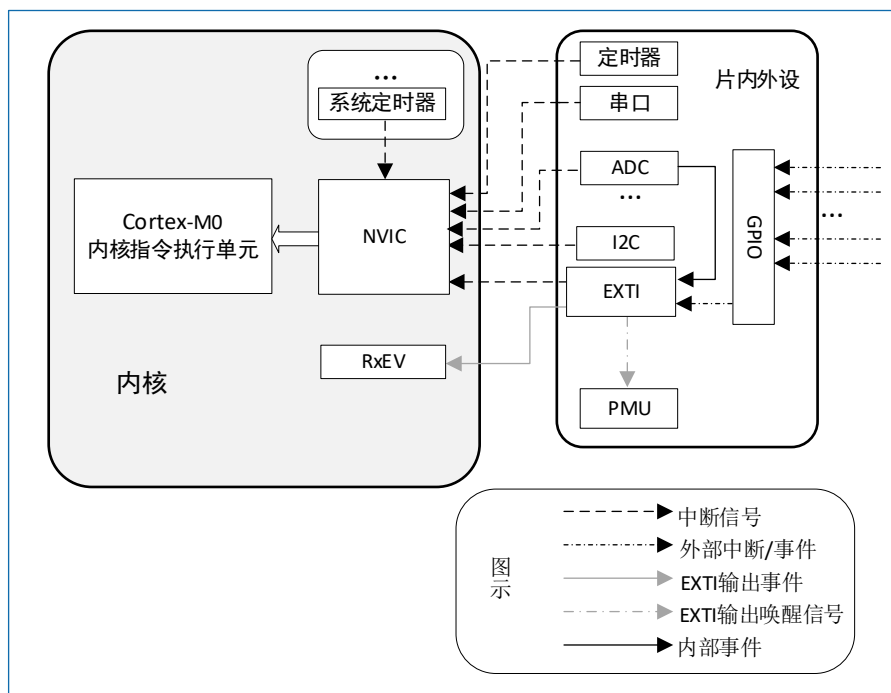 ...
系统定时器
Cortex-M0
内核指令执行单元
NVIC
RxEV
内核
定时器
串口
片内外设
ADC
...
I2C
EXTI
PMU
GPIO
...
图示
中断信号
外部中断/事件
EXTI输出事件
EXTI输出唤醒信号
内部事件